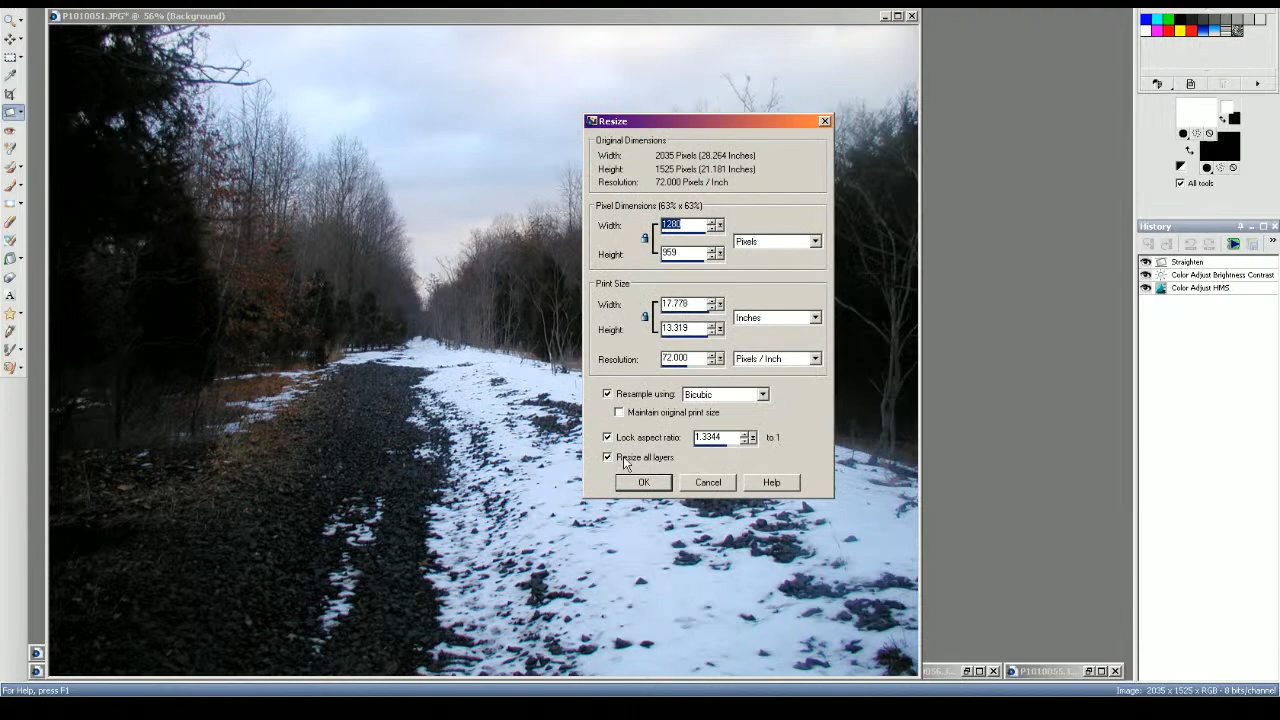 P1010051.JPG* @ 56% (Background)
Resize
Original Dimensions
Width: 2035 Pixels (28.264 Inches)
Height: 1525 Pixels (21.181 Inches)
Resolution: 72.000 Pixels / Inch
Pixel Dimensions (63% x 63%)
Width: 1280
Pixels
Height: 959
Print Size
Width: 17.778
Inches
Height: 13.319
Resolution: 72.000 Pixels / Inch
Resample using: Bicubic
Maintain original print size
Lock aspect ratio: 1.3344 to 1
Resize all layers
OK Cancel Help
All tools
History
Straighten
Color Adjust Brightness Contrast
Color Adjust HMS
P1010055.
For Help, press F1
Image: 2035 x 1525 x RGB - 8 bits/channel